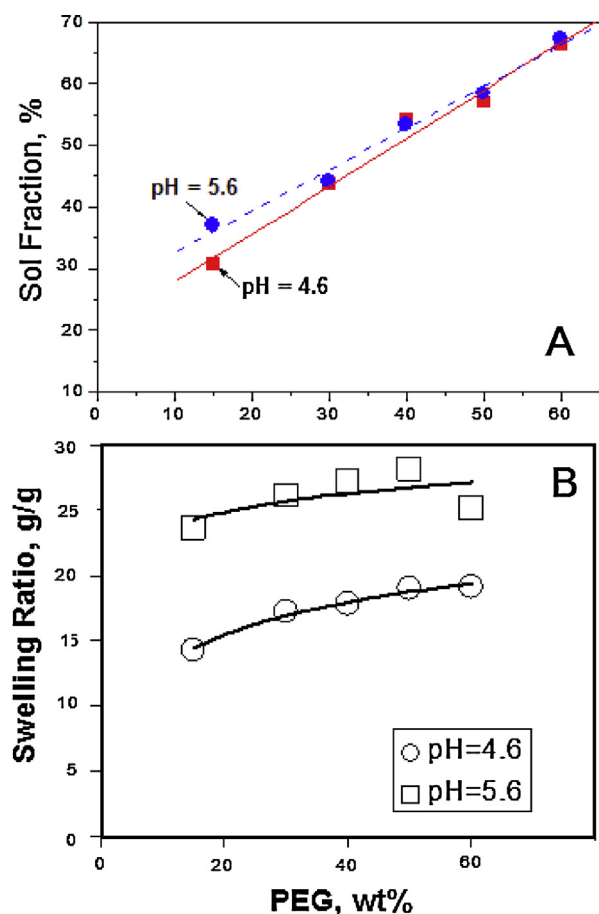 70
60
50
40
30
20
10
Sol Fraction, %
pH = 5.6
pH = 4.6
A
0 10 20 30 40 50 60
30
25
20
15
10
5
0
Swelling Ratio, g/g
B
pH=4.6
pH=5.6
0 20 40 60
PEG, wt%